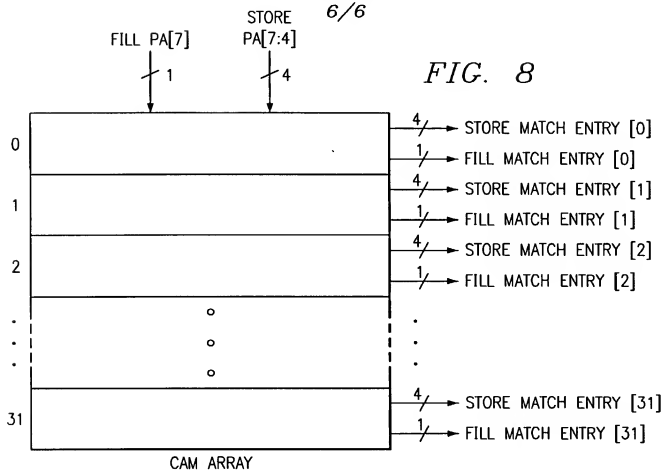 6/6
STORE
FILL PA[7]
PA[7:4]
1
4
FIG. 8
0
4
STORE MATCH ENTRY [0]
1
FILL MATCH ENTRY [0]
1
4
STORE MATCH ENTRY [1]
1
FILL MATCH ENTRY [1]
2
4
STORE MATCH ENTRY [2]
1
FILL MATCH ENTRY [2]
31
4
STORE MATCH ENTRY [31]
1
FILL MATCH ENTRY [31]
CAM ARRAY